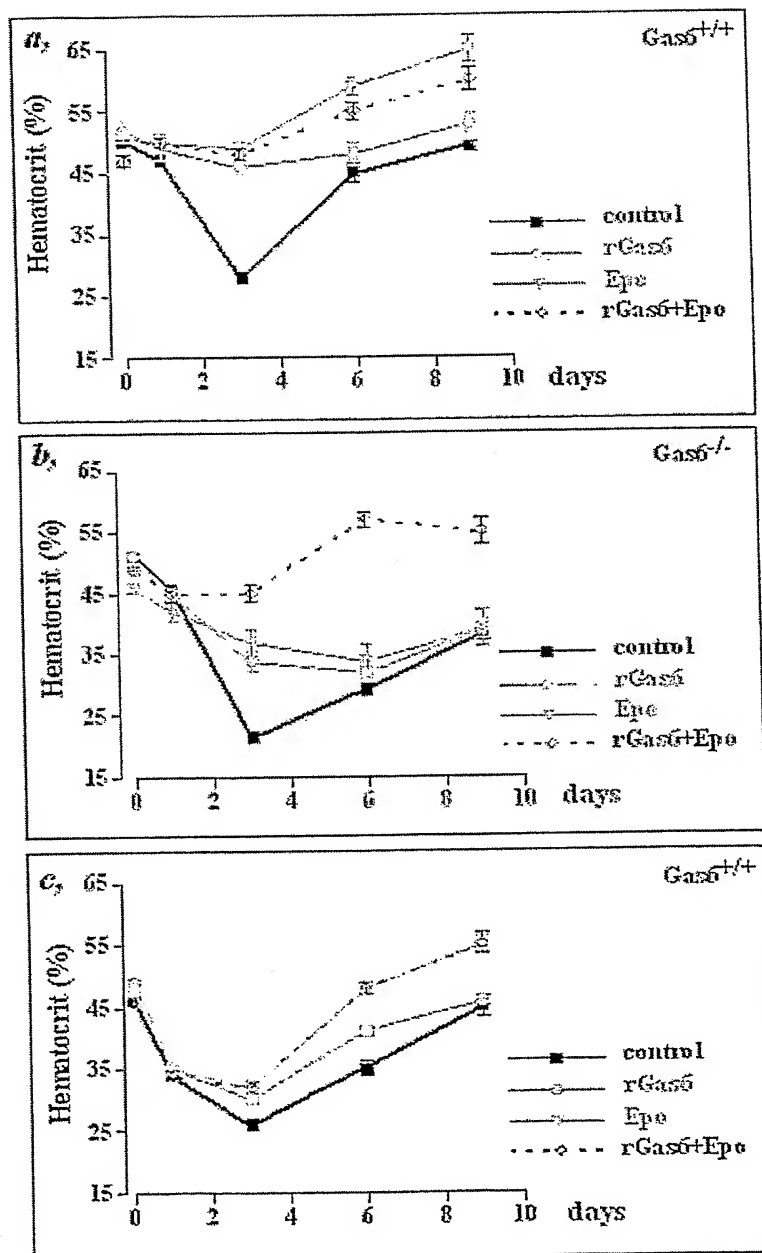 a, 65 Gas6+/+
55
45
35
25
15
Hematocrit (%)
control
rGas6
Epo
rGas6+Epo
0 2 4 6 8 10 days
b, 65 Gas6-/-
55
45
35
25
15
Hematocrit (%)
control
rGas6
Epo
rGas6+Epo
0 2 4 6 8 10 days
c, 65 Gas6+/+
55
45
35
25
15
Hematocrit (%)
control
rGas6
Epo
rGas6+Epo
0 2 4 6 8 10 days